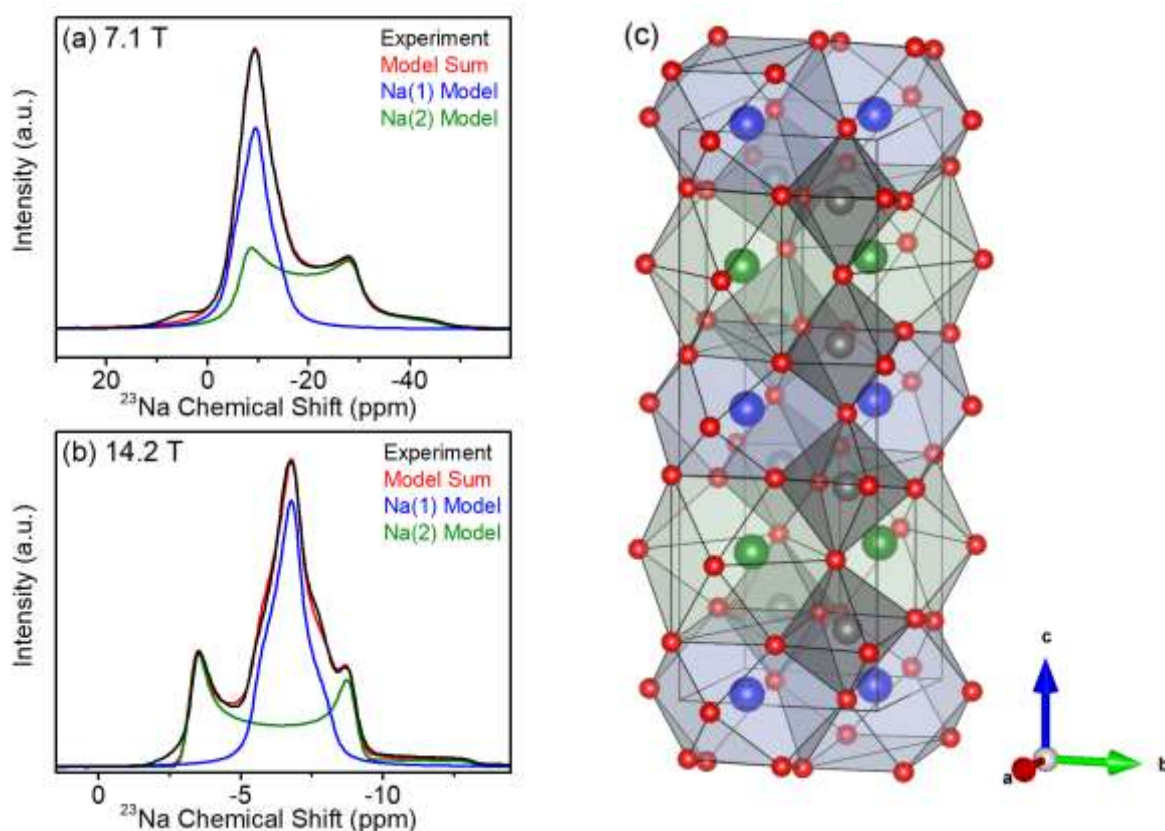 (a) 7.1 T
Experiment
Model Sum
Na(1) Model
Na(2) Model
Intensity (a.u.)
20 0 -20 -40
²³Na Chemical Shift (ppm)
(b) 14.2 T
Experiment
Model Sum
Na(1) Model
Na(2) Model
Intensity (a.u.)
0 -5 -10
²³Na Chemical Shift (ppm)
(c)
c
a
b